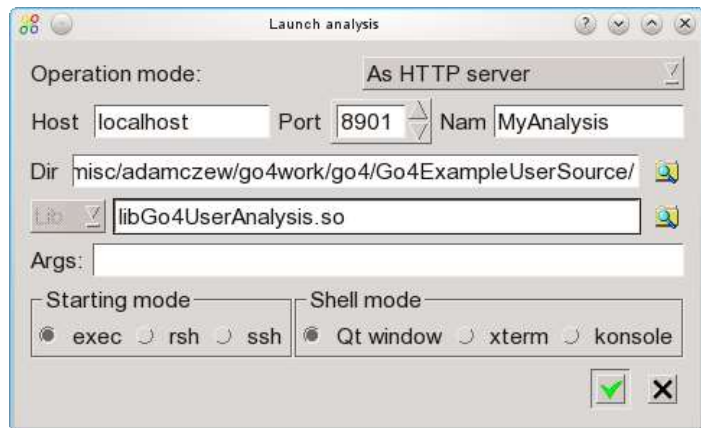 Launch analysis
Operation mode: As HTTP server
Host localhost Port 8901 Nam MyAnalysis
Dir misc/adamczew/go4work/go4/Go4ExampleUserSource/
Lib libGo4UserAnalysis.so
Args:
Starting mode Shell mode
exec rsh ssh Qt window xterm konsole